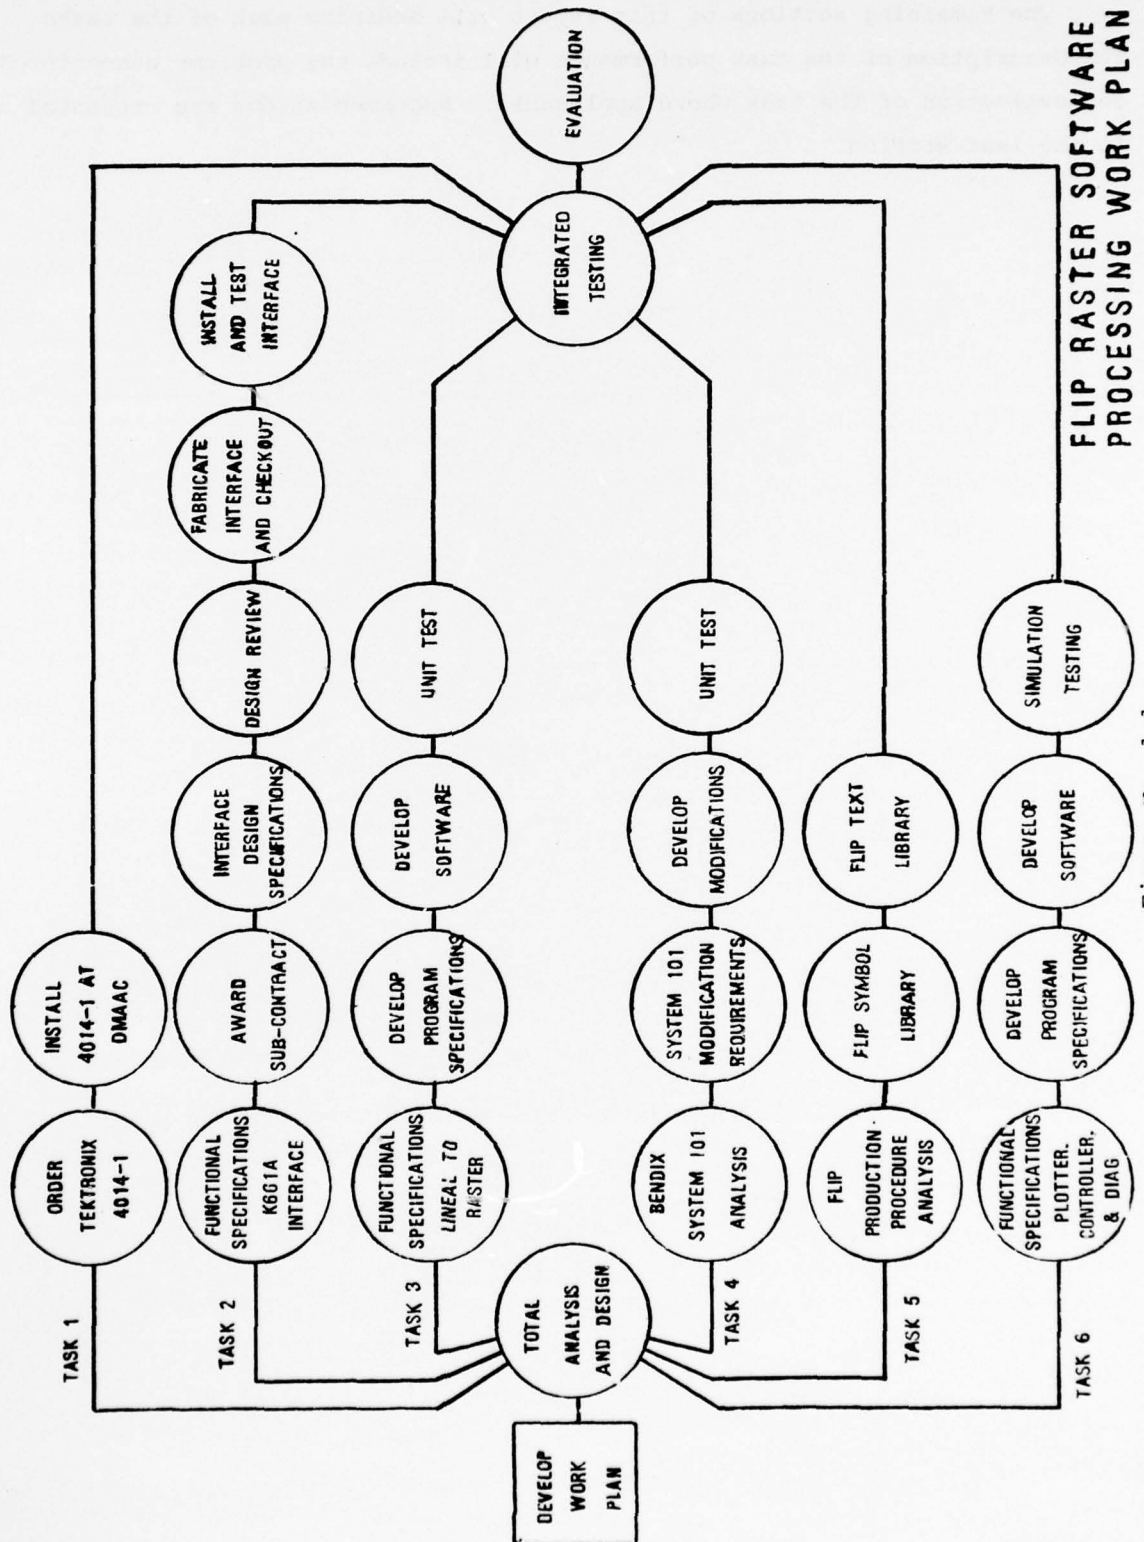 FLIP RASTER SOFTWARE
PROCESSING WORK PLAN
DEVELOP
WORK
PLAN
TOTAL
ANALYSIS
AND DESIGN
TASK 1
ORDER
TEKTRONIX
4014-1
INSTALL
4014-1 AT
DMAAC
TASK 2
FUNCTIONAL
SPECIFICATIONS
K6G1A
INTERFACE
AWARD
SUB-CONTRACT
INTERFACE
DESIGN
SPECIFICATIONS
DESIGN REVIEW
FABRICATE
INTERFACE
AND CHECKOUT
INSTALL
AND TEST
INTERFACE
TASK 3
FUNCTIONAL
SPECIFICATIONS
LINEAL TO
RASTER
DEVELOP
PROGRAM
SPECIFICATIONS
DEVELOP
SOFTWARE
UNIT TEST
TASK 4
BENDIX
SYSTEM 101
ANALYSIS
SYSTEM 101
MODIFICATION
REQUIREMENTS
DEVELOP
MODIFICATIONS
UNIT TEST
TASK 5
FLIP
PRODUCTION
PROCEDURE
ANALYSIS
FLIP SYMBOL
LIBRARY
FLIP TEXT
LIBRARY
TASK 6
FUNCTIONAL
SPECIFICATIONS
PLOTTER.
CONTROLLER.
& DIAG
DEVELOP
PROGRAM
SPECIFICATIONS
DEVELOP
SOFTWARE
SIMULATION
TESTING
INTEGRATED
TESTING
EVALUATION